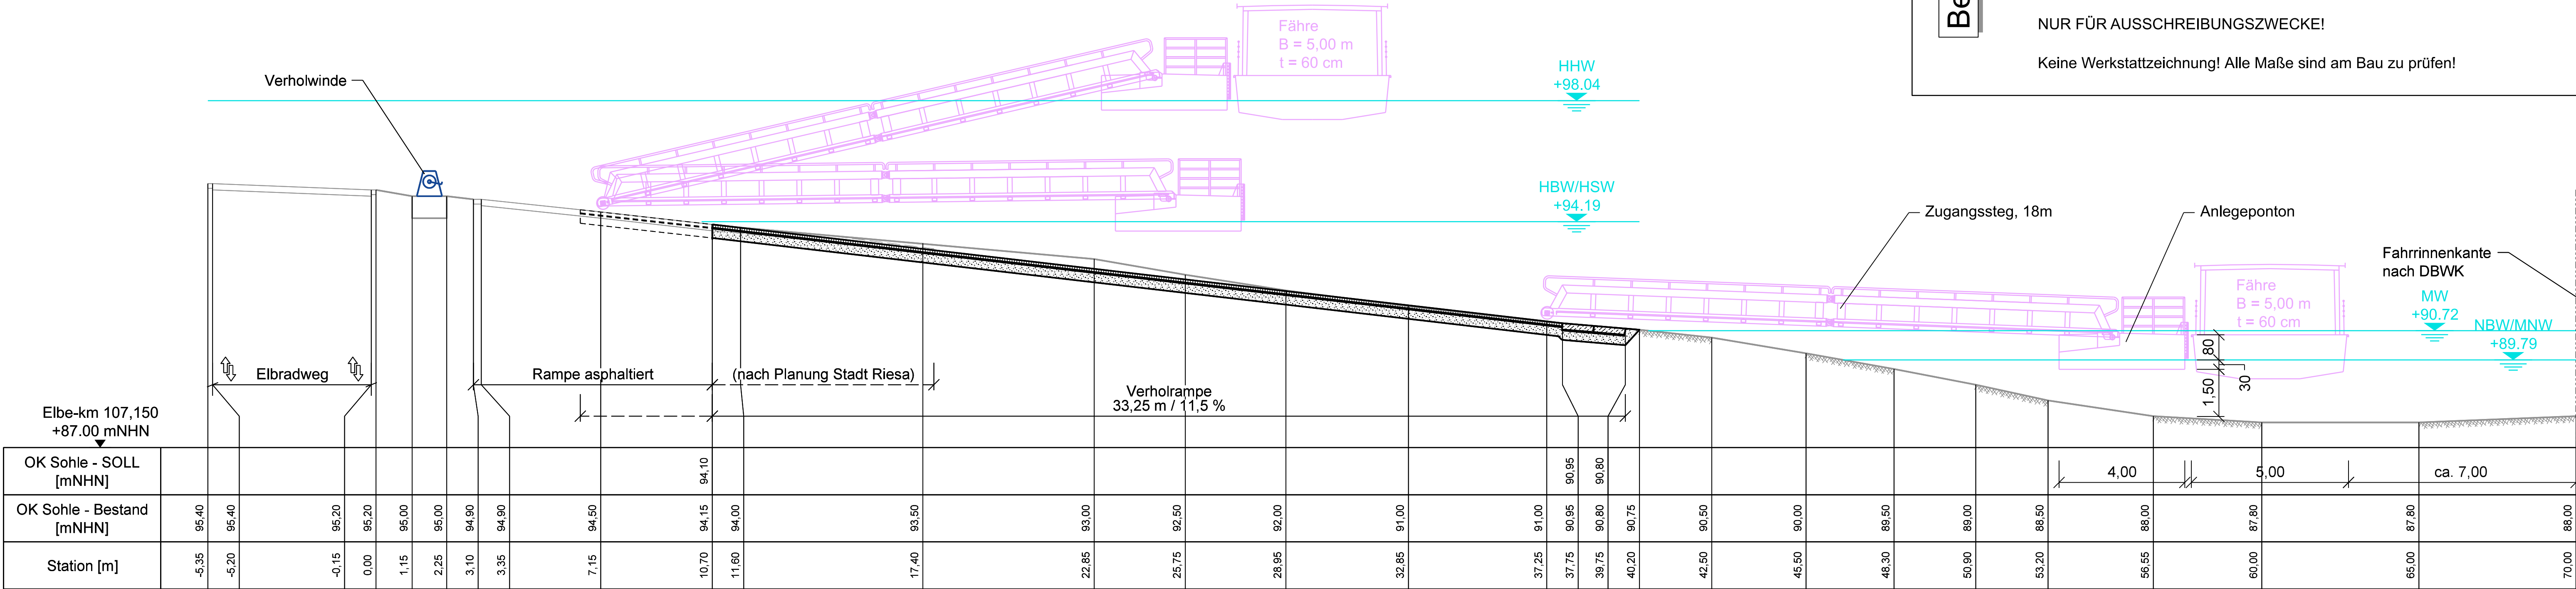 Be
NUR FÜR AUSSCHREIBUNGSZWECKE!
Keine Werkstattzeichnung! Alle Maße sind am Bau zu prüfen!
Fähre
B = 5,00 m
t = 60 cm
HHW
+98.04
Verholwinde
HBW/HSW
+94.19
Zugangssteg, 18m
Anlegeponton
Fahrrinnenkante
nach DBWK
Fähre
B = 5,00 m
t = 60 cm
MW
+90.72
NBW/MNW
+89.79
80
30
1,50
Elbradweg
Rampe asphaltiert
(nach Planung Stadt Riesa)
Verholrampe
33,25 m / 11,5 %
Elbe-km 107,150
+87.00 mNHN
OK Sohle - SOLL
[mNHN]
94,10 90,95 90,80
4,00 5,00 ca. 7,00
OK Sohle - Bestand
[mNHN]
95,40 95,40 95,20 95,20 95,00 95,00 94,90 94,90 94,50 94,15 94,00 93,50 93,00 92,50 92,00 91,00 91,00 90,95 90,80 90,75 90,50 90,00 89,50 89,00 88,50 88,00 87,80 87,80 88,00
Station [m]
-5,35 -5,20 -0,15 0,00 1,15 2,25 3,10 3,35 7,15 10,70 11,60 17,40 22,85 25,75 28,95 32,85 37,25 37,75 39,75 40,20 42,50 45,50 48,30 50,90 53,20 56,55 60,00 65,00 70,00